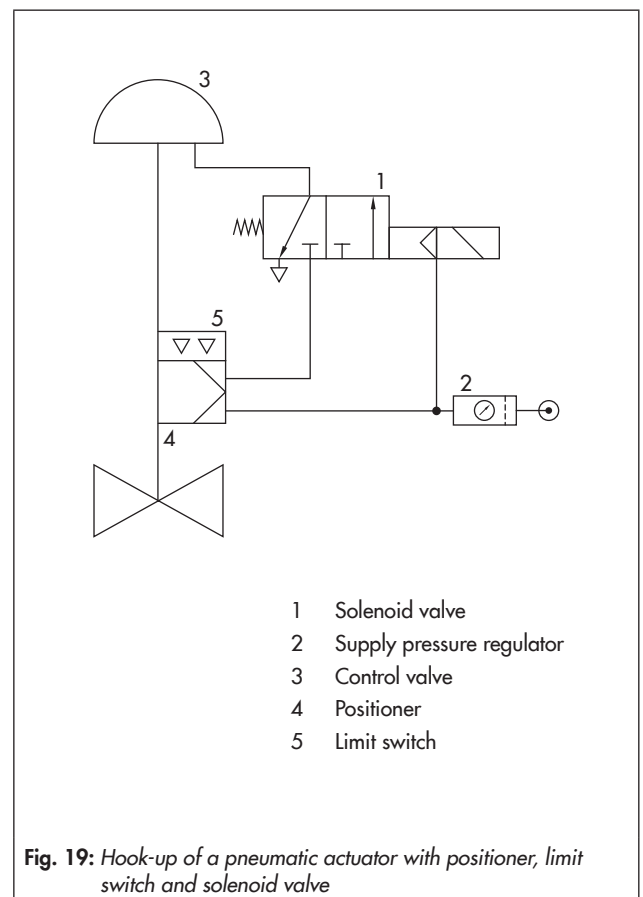 3
1
5
2
4
1 Solenoid valve
2 Supply pressure regulator
3 Control valve
4 Positioner
5 Limit switch
Fig. 19: Hook-up of a pneumatic actuator with positioner, limit
switch and solenoid valve